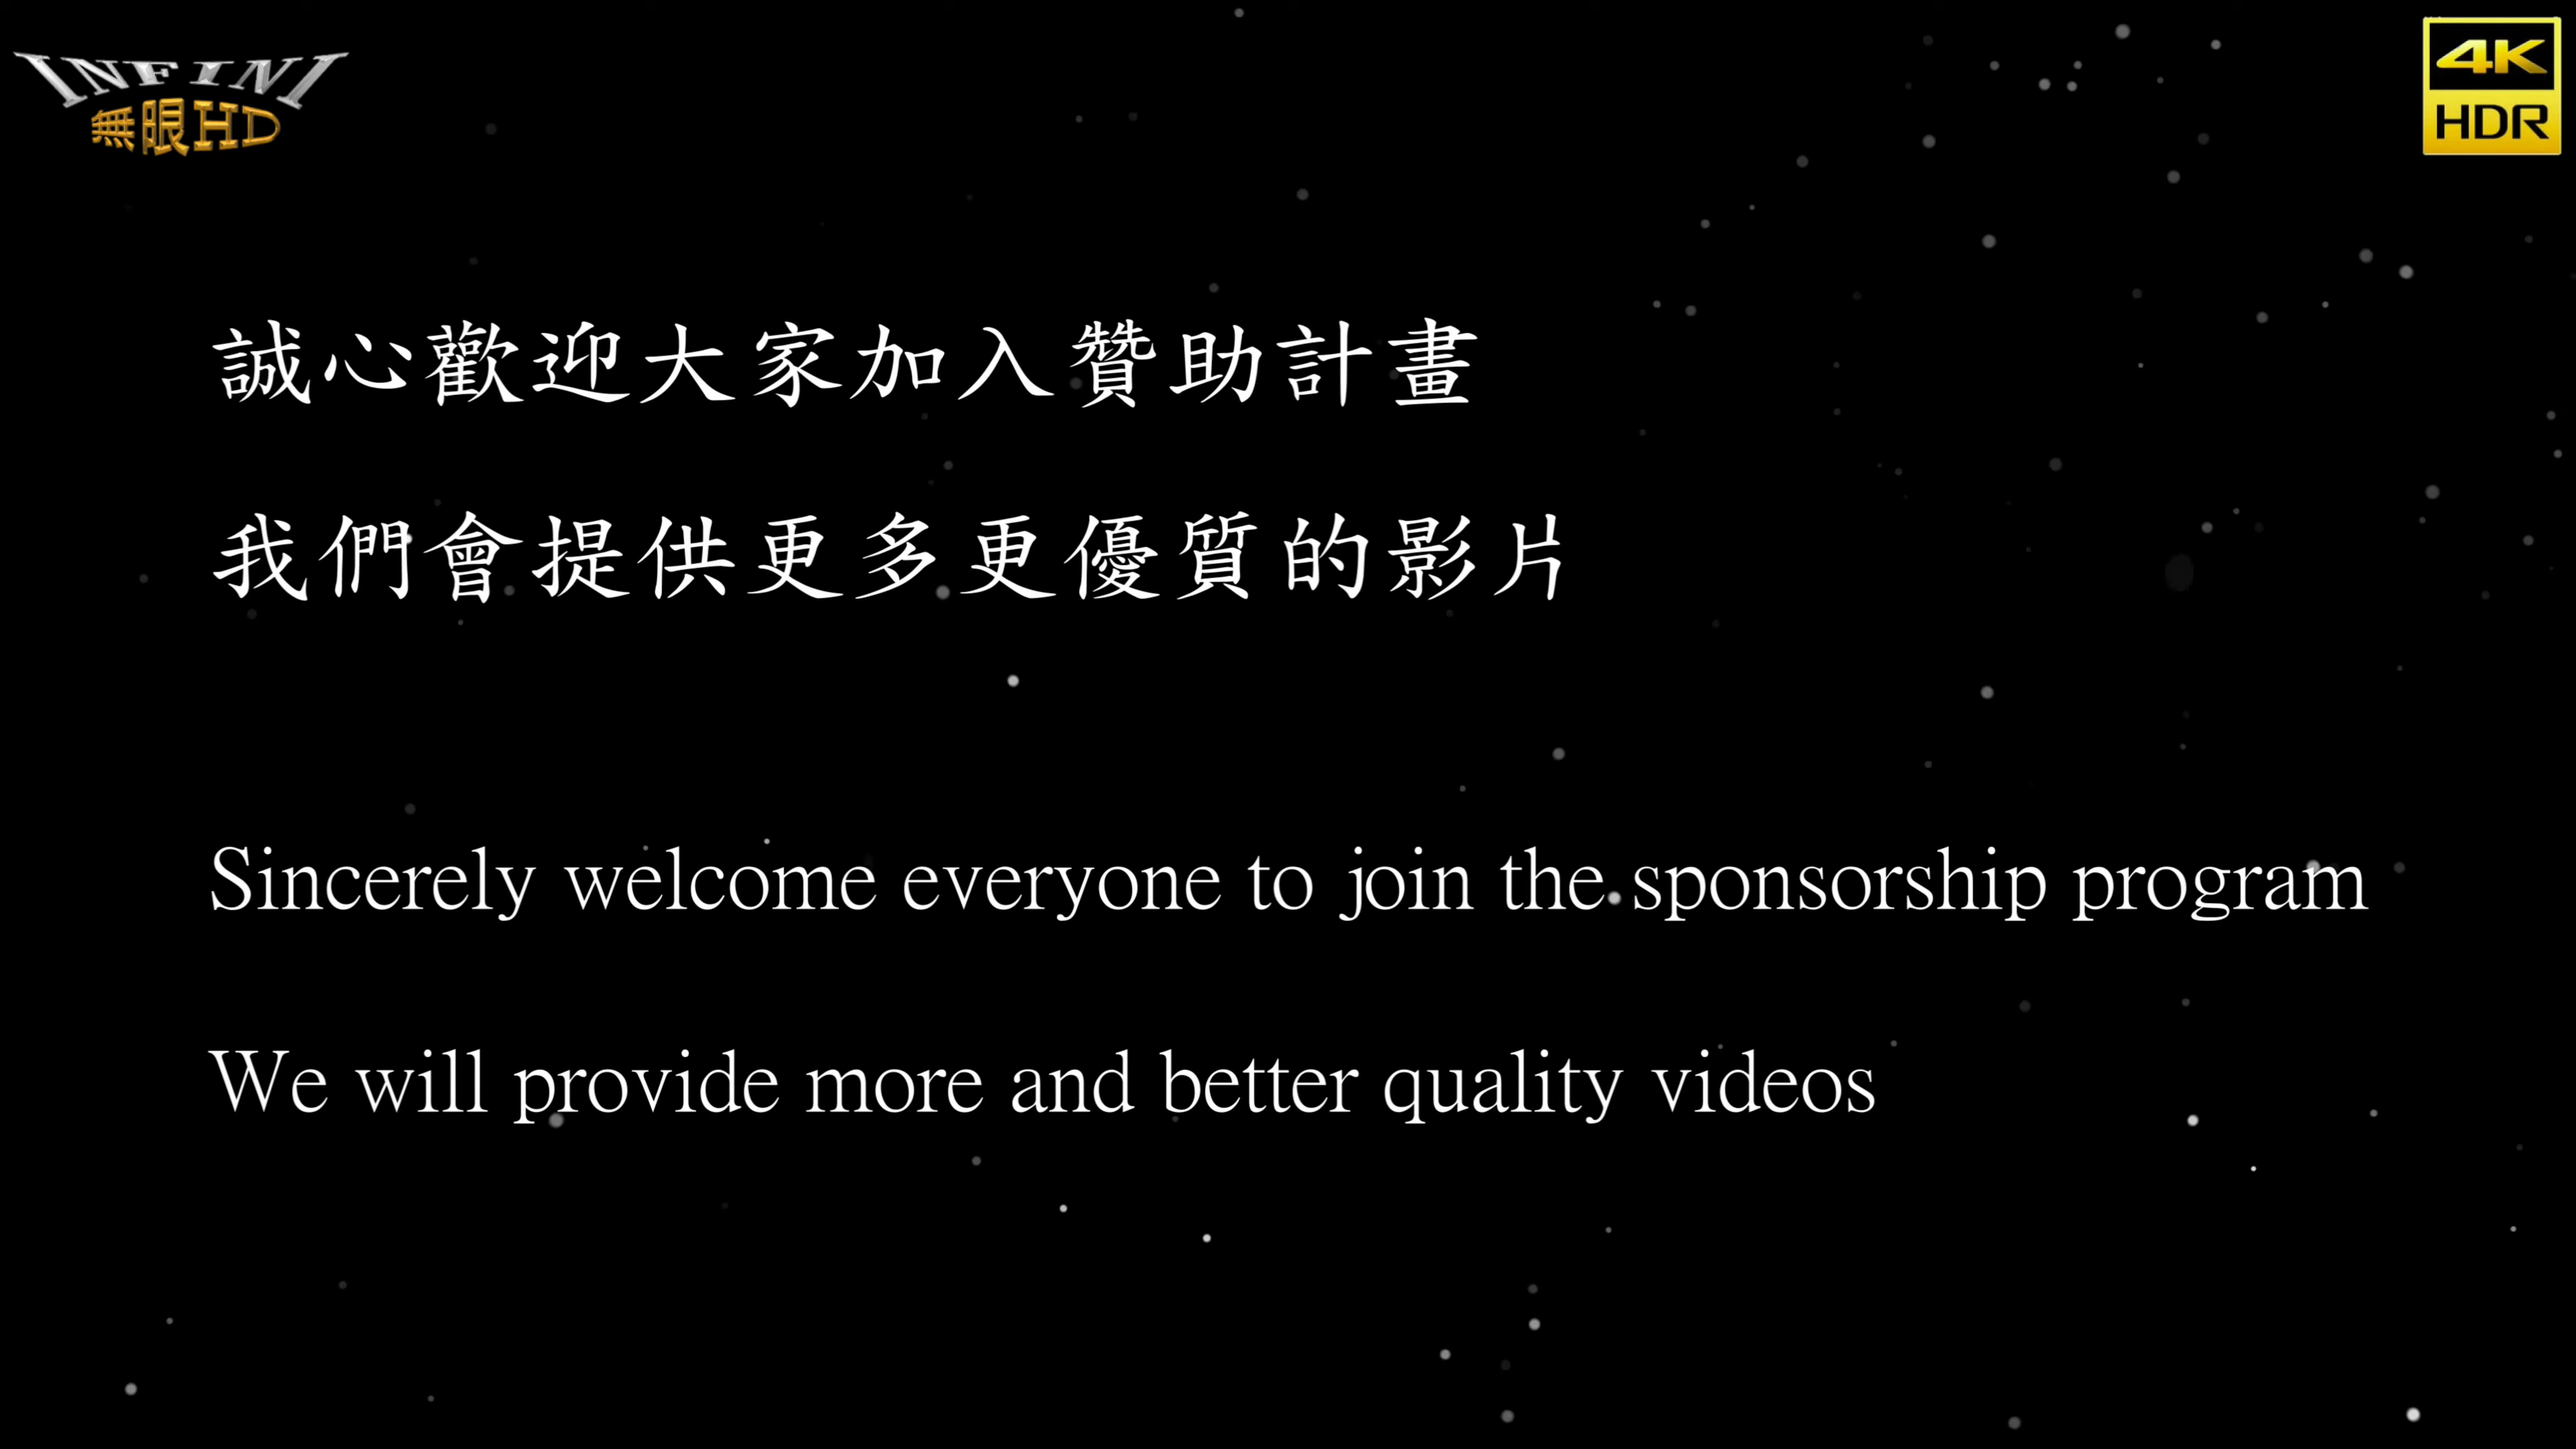 INFINI
無限HD
4K
HDR
誠心歡迎大家加入贊助計畫
我們會提供更多更優質的影片
Sincerely welcome everyone to join the sponsorship program
We will provide more and better quality videos